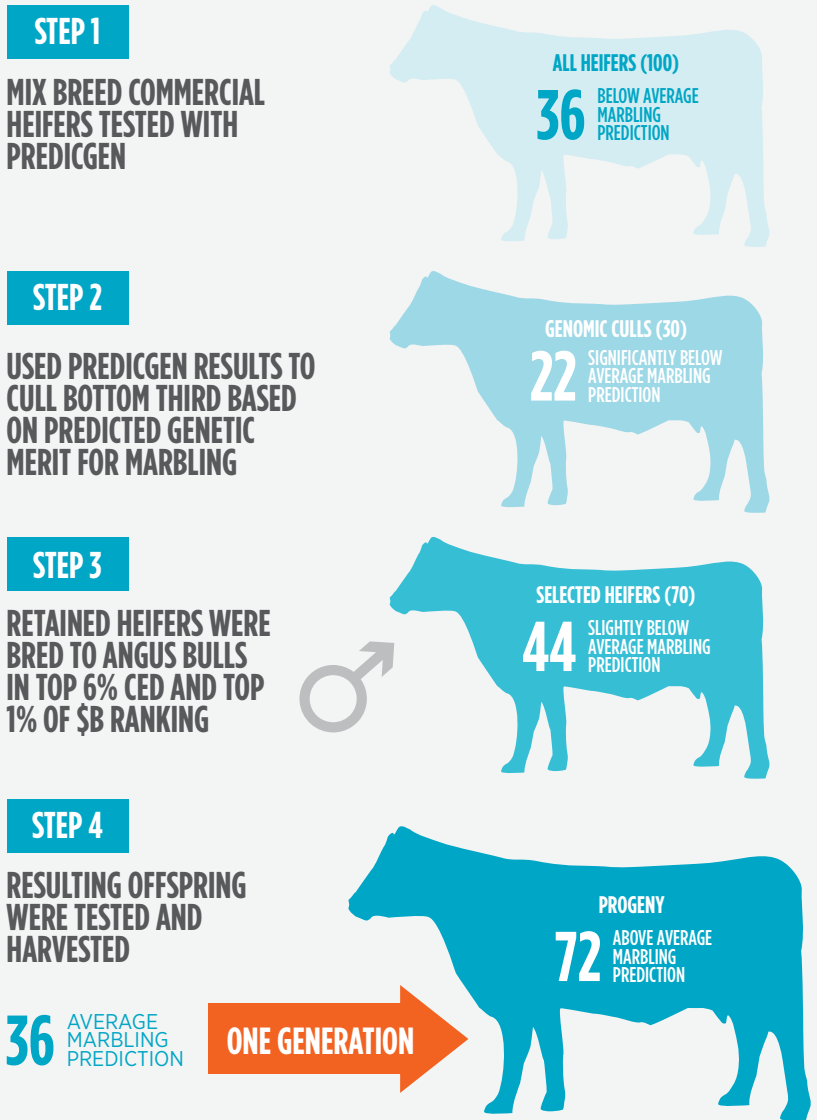 STEP 1
MIX BREED COMMERCIAL
HEIFERS TESTED WITH
PREDICGEN
ALL HEIFERS (100)
36 BELOW AVERAGE
MARBLING
PREDICTION
STEP 2
USED PREDICGEN RESULTS TO
CULL BOTTOM THIRD BASED
ON PREDICTED GENETIC
MERIT FOR MARBLING
GENOMIC CULLS (30)
22 SIGNIFICANTLY BELOW
AVERAGE MARBLING
PREDICTION
STEP 3
RETAINED HEIFERS WERE
BRED TO ANGUS BULLS
IN TOP 6% CED AND TOP
1% OF $B RANKING
SELECTED HEIFERS (70)
44 SLIGHTLY BELOW
AVERAGE MARBLING
PREDICTION
STEP 4
RESULTING OFFSPRING
WERE TESTED AND
HARVESTED
PROGENY
72 ABOVE AVERAGE
MARBLING
PREDICTION
36 AVERAGE
MARBLING
PREDICTION
ONE GENERATION